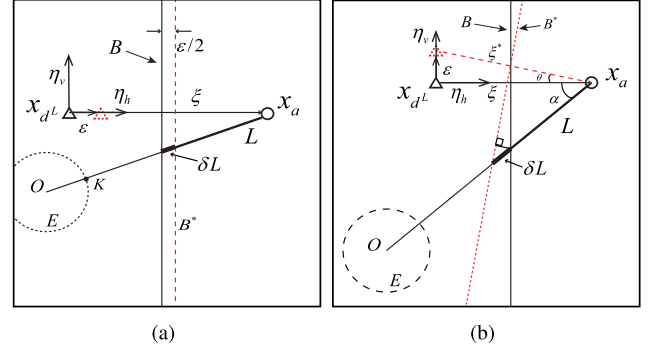 B
ε/2
η_v
η_h
ξ
x_a
x_{d^L}
ε
L
δL
O
K
E
B*
(a)
B
B*
η_v
ξ*
ε
θ
x_a
x_{d^L}
η_h
ξ
α
L
δL
O
E
(b)